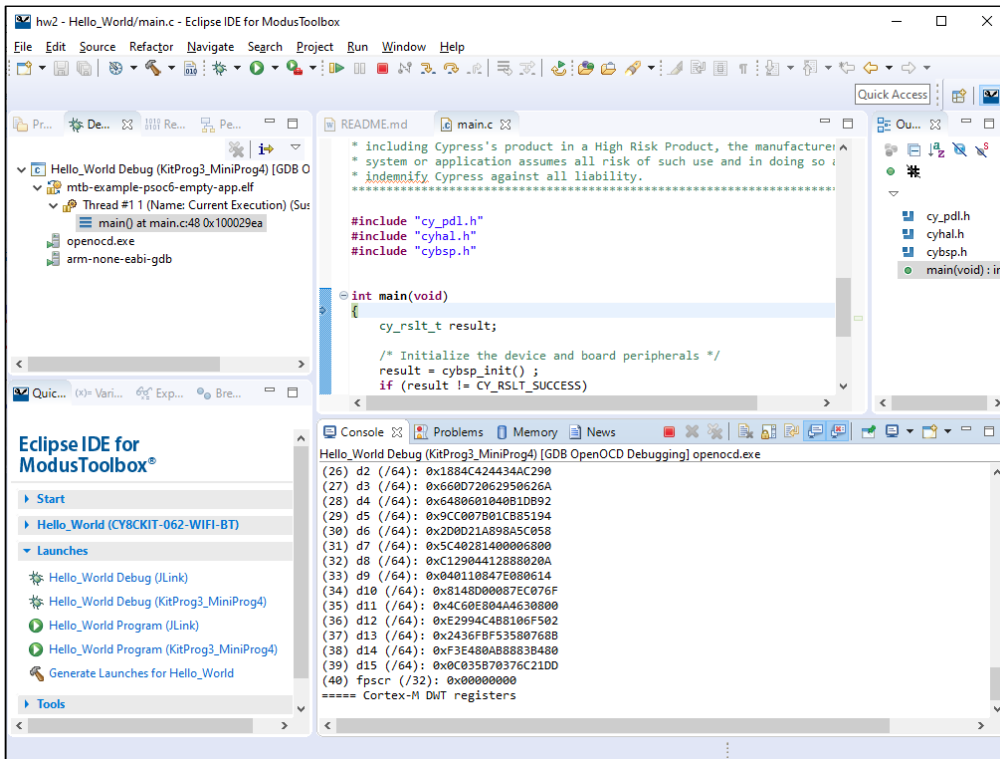 hw2 - Hello_World/main.c - Eclipse IDE for ModusToolbox
File Edit Source Refactor Navigate Search Project Run Window Help
Quick Access
Pr... De... Re... Pe...
Hello_World Debug (KitProg3_MiniProg4) [GDB O
mtb-example-psoc6-empty-app.elf
Thread #1 1 (Name: Current Execution) (Sus
main() at main.c:48 0x100029ea
openocd.exe
arm-none-eabi-gdb
README.md main.c
* including Cypress's product in a High Risk Product, the manufacturer
* system or application assumes all risk of such use and in doing so a
* indemnify Cypress against all liability.
#include "cy_pdl.h"
#include "cyhal.h"
#include "cybsp.h"
int main(void)
{
cy_rslt_t result;
/* Initialize the device and board peripherals */
result = cybsp_init() ;
if (result != CY_RSLT_SUCCESS)
Ou...
cy_pdl.h
cyhal.h
cybsp.h
main(void) : in
Quic... (x)= Vari... Exp... Bre...
Eclipse IDE for
ModusToolbox®
Start
Hello_World (CY8CKIT-062-WIFI-BT)
Launches
Hello_World Debug (JLink)
Hello_World Debug (KitProg3_MiniProg4)
Hello_World Program (JLink)
Hello_World Program (KitProg3_MiniProg4)
Generate Launches for Hello_World
Tools
Console Problems Memory News
Hello_World Debug (KitProg3_MiniProg4) [GDB OpenOCD Debugging] openocd.exe
(26) d2 (/64): 0x1884C424434AC290
(27) d3 (/64): 0x660D72062950626A
(28) d4 (/64): 0x6480601040B1DB92
(29) d5 (/64): 0x9CC007B01CB85194
(30) d6 (/64): 0x2D0D21A898A5C058
(31) d7 (/64): 0x5C40281400006800
(32) d8 (/64): 0xC12904412888020A
(33) d9 (/64): 0x040110847E080614
(34) d10 (/64): 0x8148D00087EC076F
(35) d11 (/64): 0x4C60E804A4630800
(36) d12 (/64): 0xE2994C4B8106F502
(37) d13 (/64): 0x2436FBF53580768B
(38) d14 (/64): 0xF3E480AB8883B480
(39) d15 (/64): 0x0C035B70376C21DD
(40) fpscr (/32): 0x00000000
===== Cortex-M DWT registers